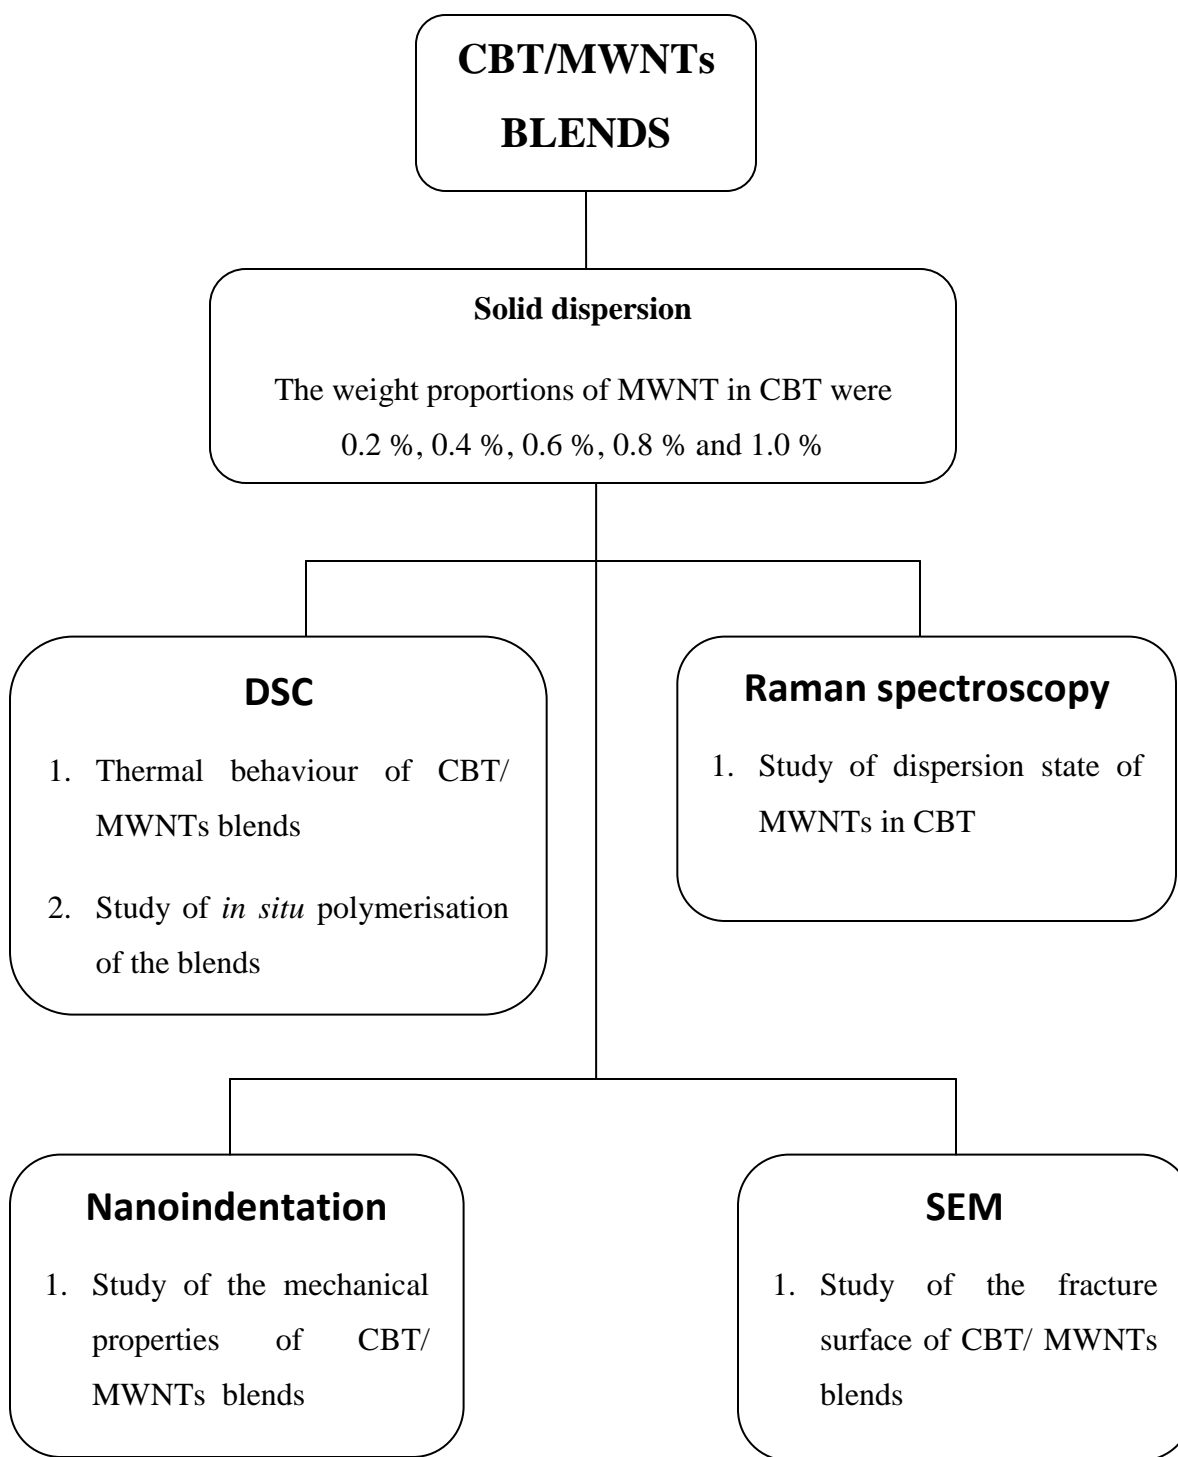 CBT/MWNTs
BLENDS
Solid dispersion
The weight proportions of MWNT in CBT were
0.2 %, 0.4 %, 0.6 %, 0.8 % and 1.0 %
DSC
1. Thermal behaviour of CBT/
MWNTs blends
2. Study of in situ polymerisation
of the blends
Raman spectroscopy
1. Study of dispersion state of
MWNTs in CBT
Nanoindentation
1. Study of the mechanical
properties of CBT/
MWNTs blends
SEM
1. Study of the fracture
surface of CBT/ MWNTs
blends